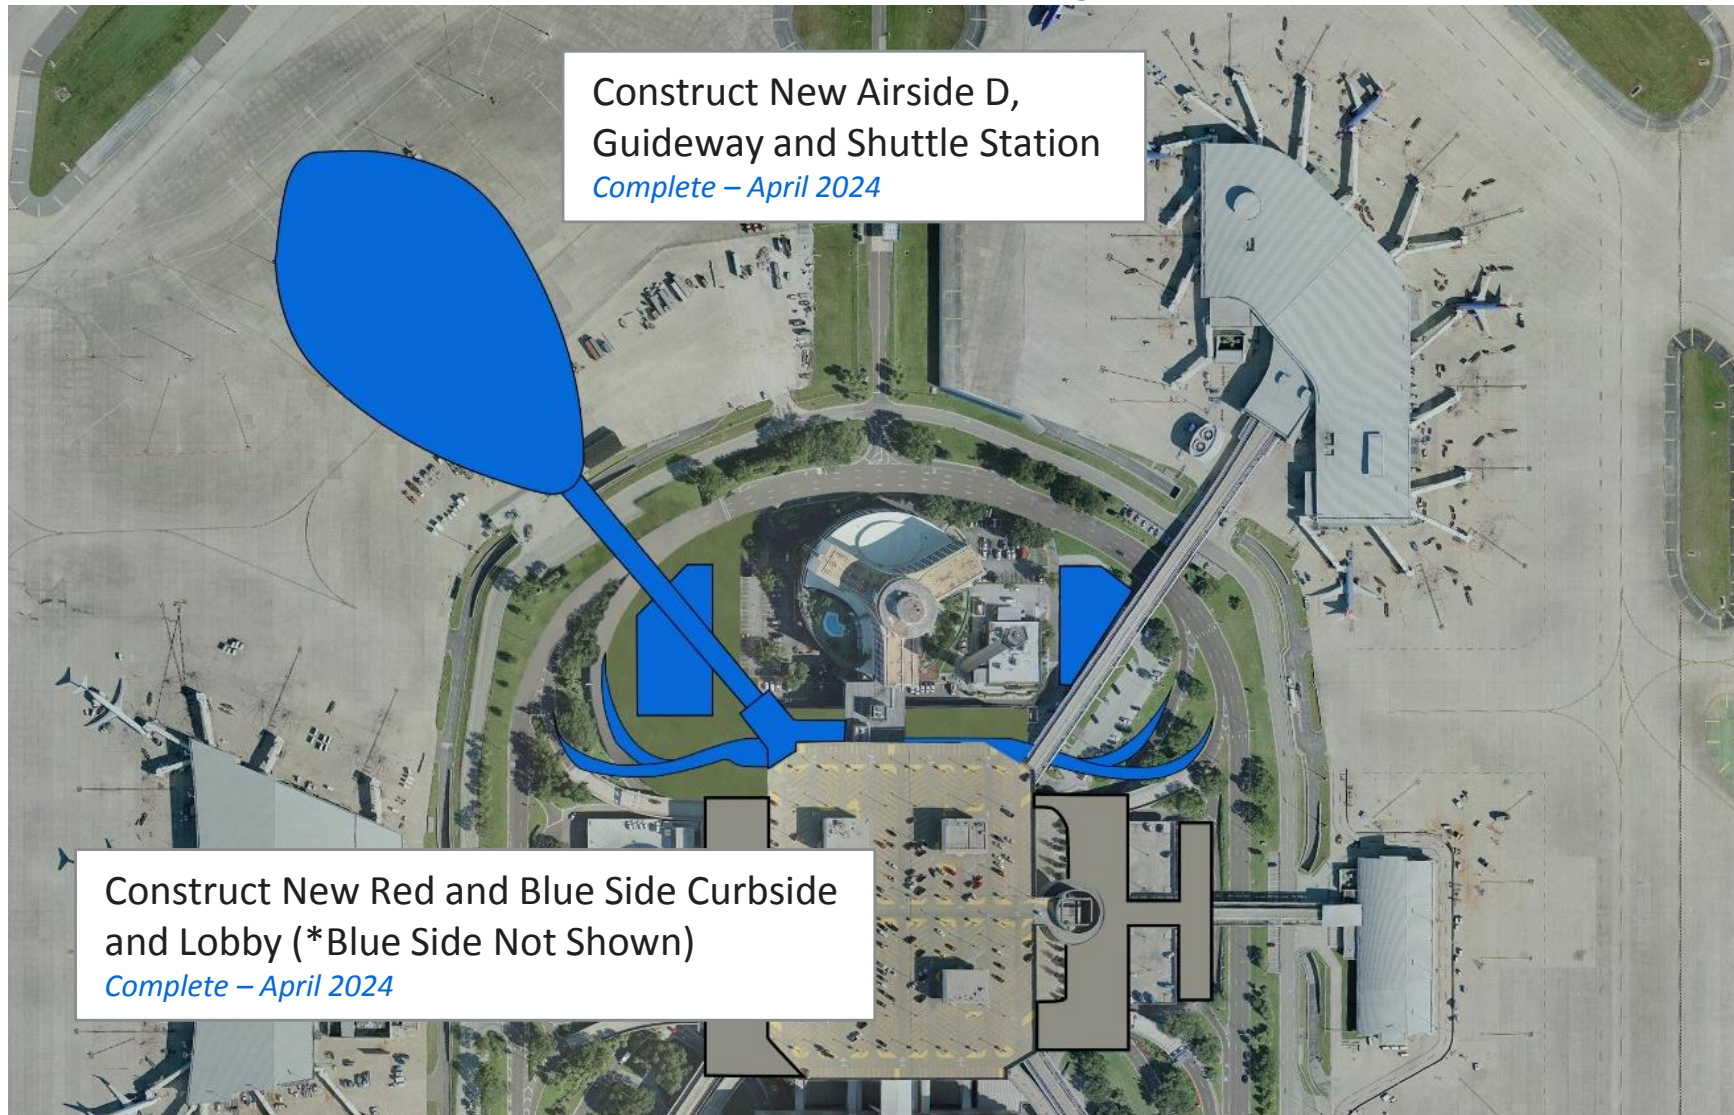 Construct New Airside D,
Guideway and Shuttle Station
Complete – April 2024
Construct New Red and Blue Side Curbside
and Lobby (*Blue Side Not Shown)
Complete – April 2024